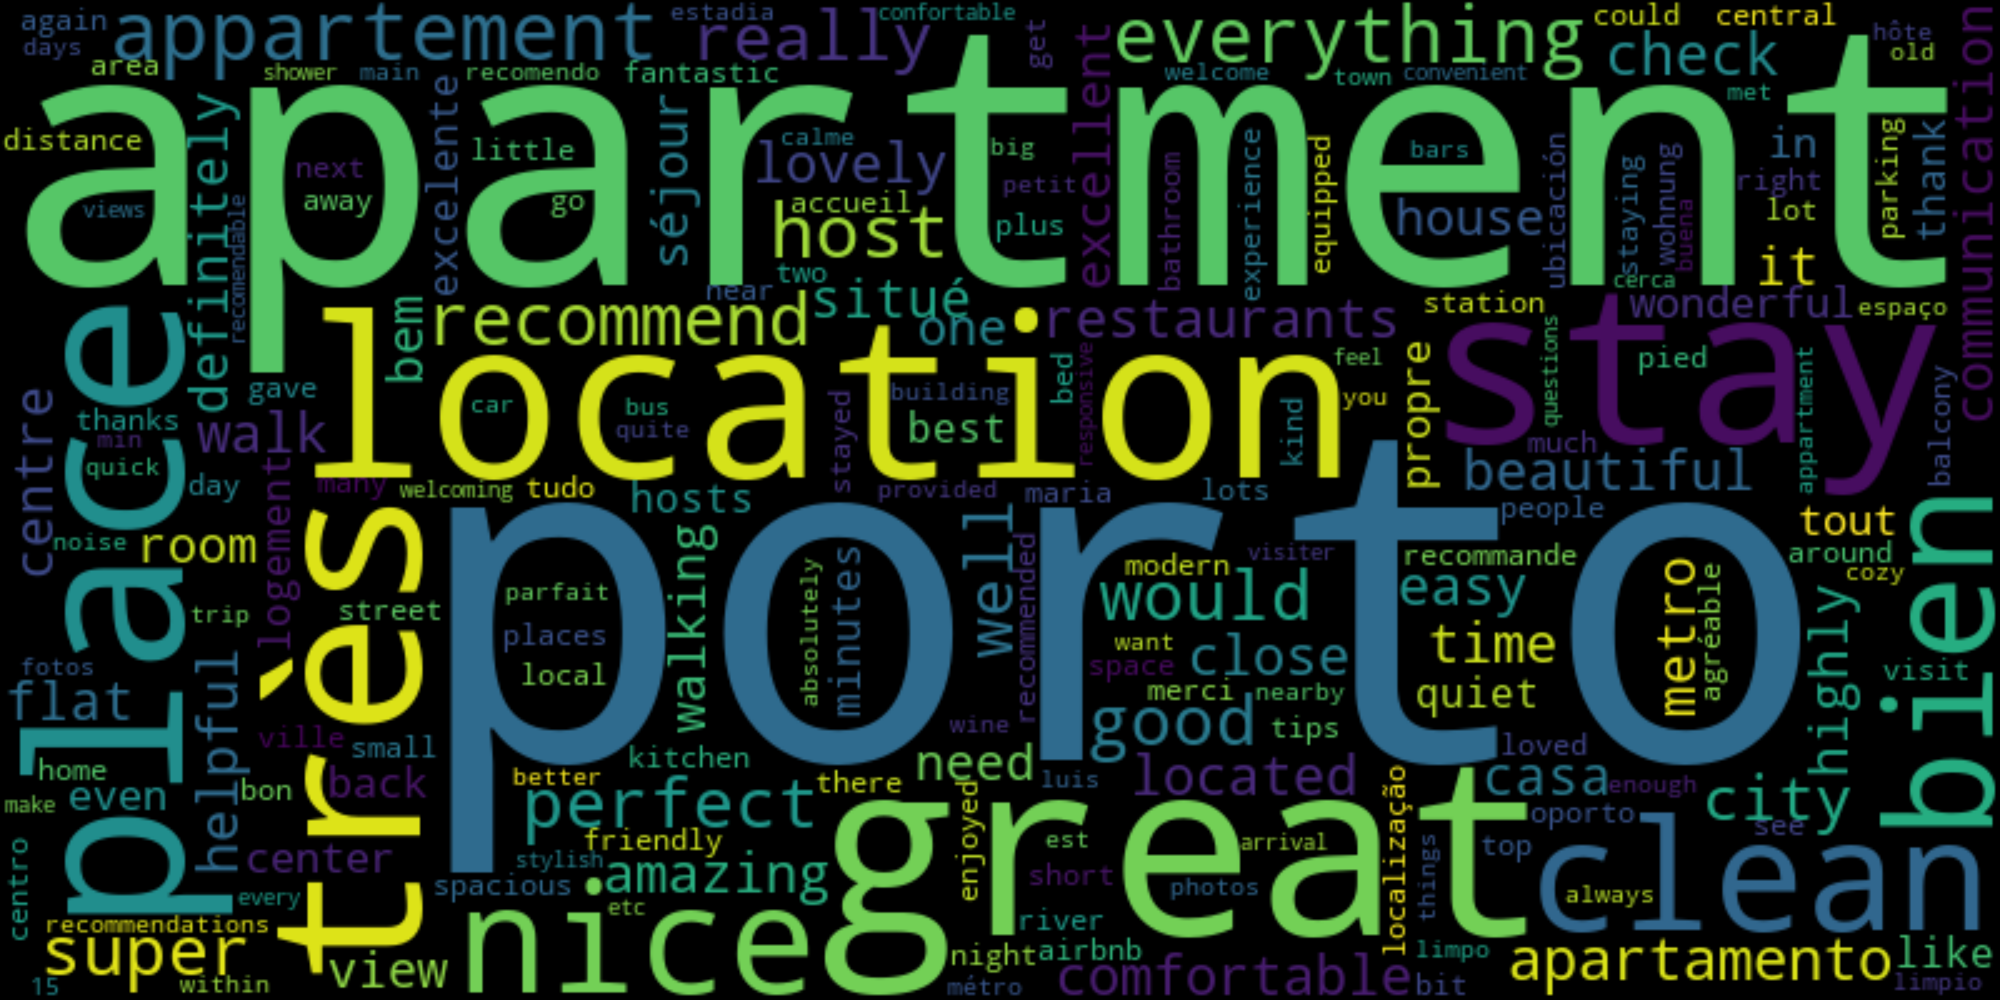 again
days
appartement
estadia
really
confortable
get
everything
could
central
check
hôte
old
area
shower
main
recomendo
fantastic
excellent
welcome
town
convenient
met
communication
apartment
distance
definitely
views
recomendable
next
away
excelente
little
go
séjour
calme
lovely
accueil
host
two
near
big
petit
plus
bathroom
experience
equipped
bars
house
ubicación
staying
wohnung
buena
cerca
in
right
lot
it
parking
thank
place
bem
recommend
situé
one
restaurants
station
wonderful
espaço
location
stay
gave
thanks
walk
min
quick
day
centre
car
bus
quite
stayed
building
best
bed
responsive
kind
feel
you
propre
questions
pied
much
appartment
balcony
beautiful
logement
many
welcoming
tudo
hosts
provided
maria
lots
people
tout
around
cozy
bien
noise
room
très
porto
trip
street
parfait
places
local
walking
absolutely
minutes
well
recommended
modern
visiter
would
want
space
close
merci
nearby
good
tips
recommande
easy
time
quiet
metro
agréable
highly
visit
fotos
flat
helpful
ville
small
back
home
make
even
bon
kitchen
better
perfect
there
need
wine
luis
located
loved
casa
enough
oporto
city
see
center
friendly
stylish
amazing
spacious
great
enjoyed
est
short
arrival
photos
localização
things
top
clean
always
centro
every
recommendations
super
15
within
view
nice
etc
night
airbnb
river
métro
comfortable
limpo
bit
apartamento
like
limpio